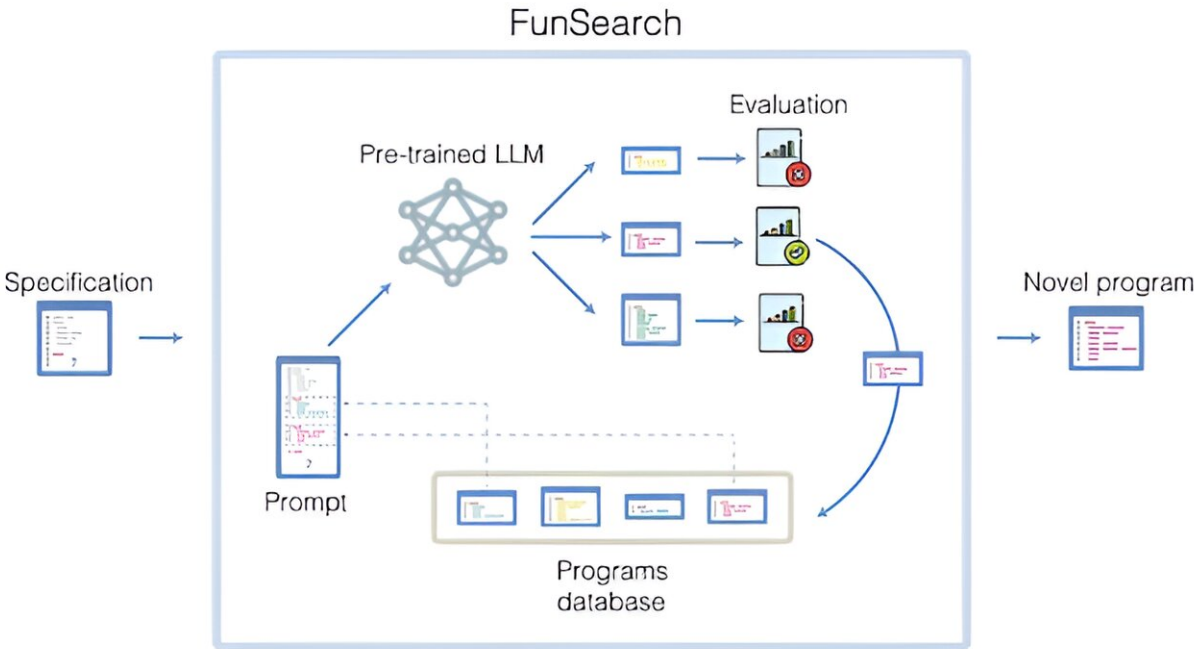 FunSearch
Evaluation
Pre-trained LLM
Specification
Novel program
Prompt
Programs
database